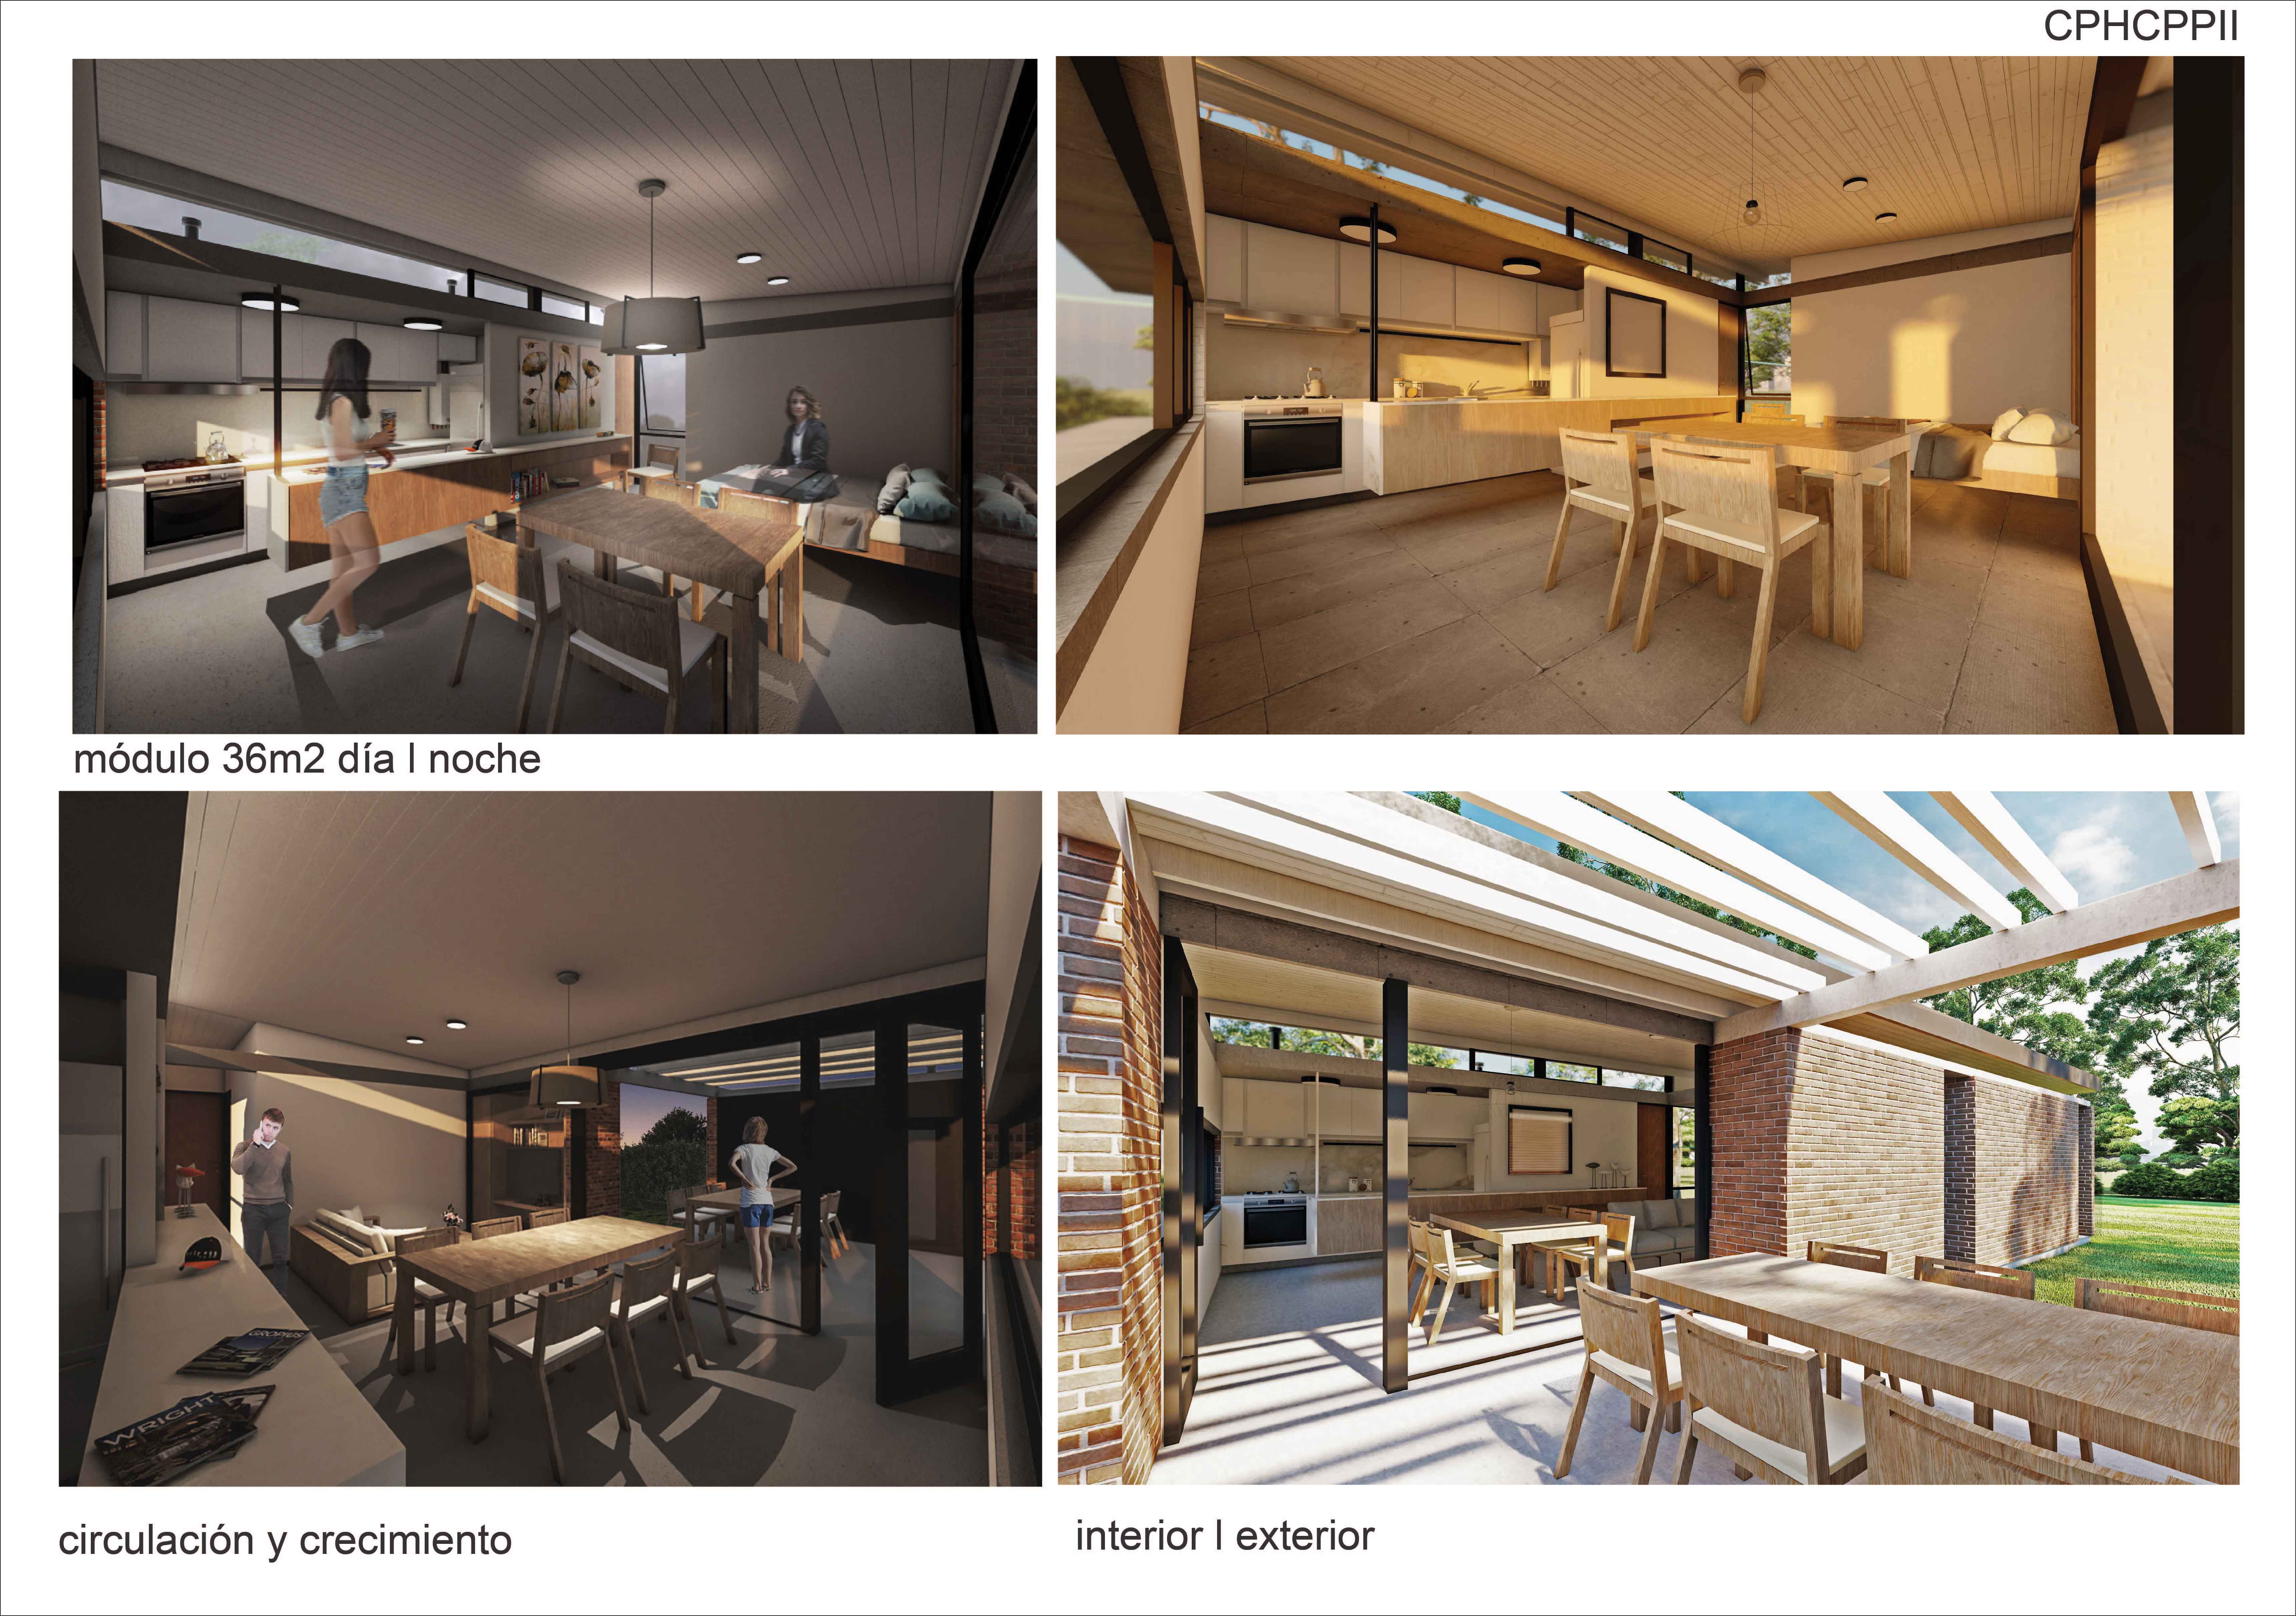 CPHCPPII
módulo 36m2 día l noche
GROPIUS
WRIGHT
circulación y crecimiento
interior l exterior